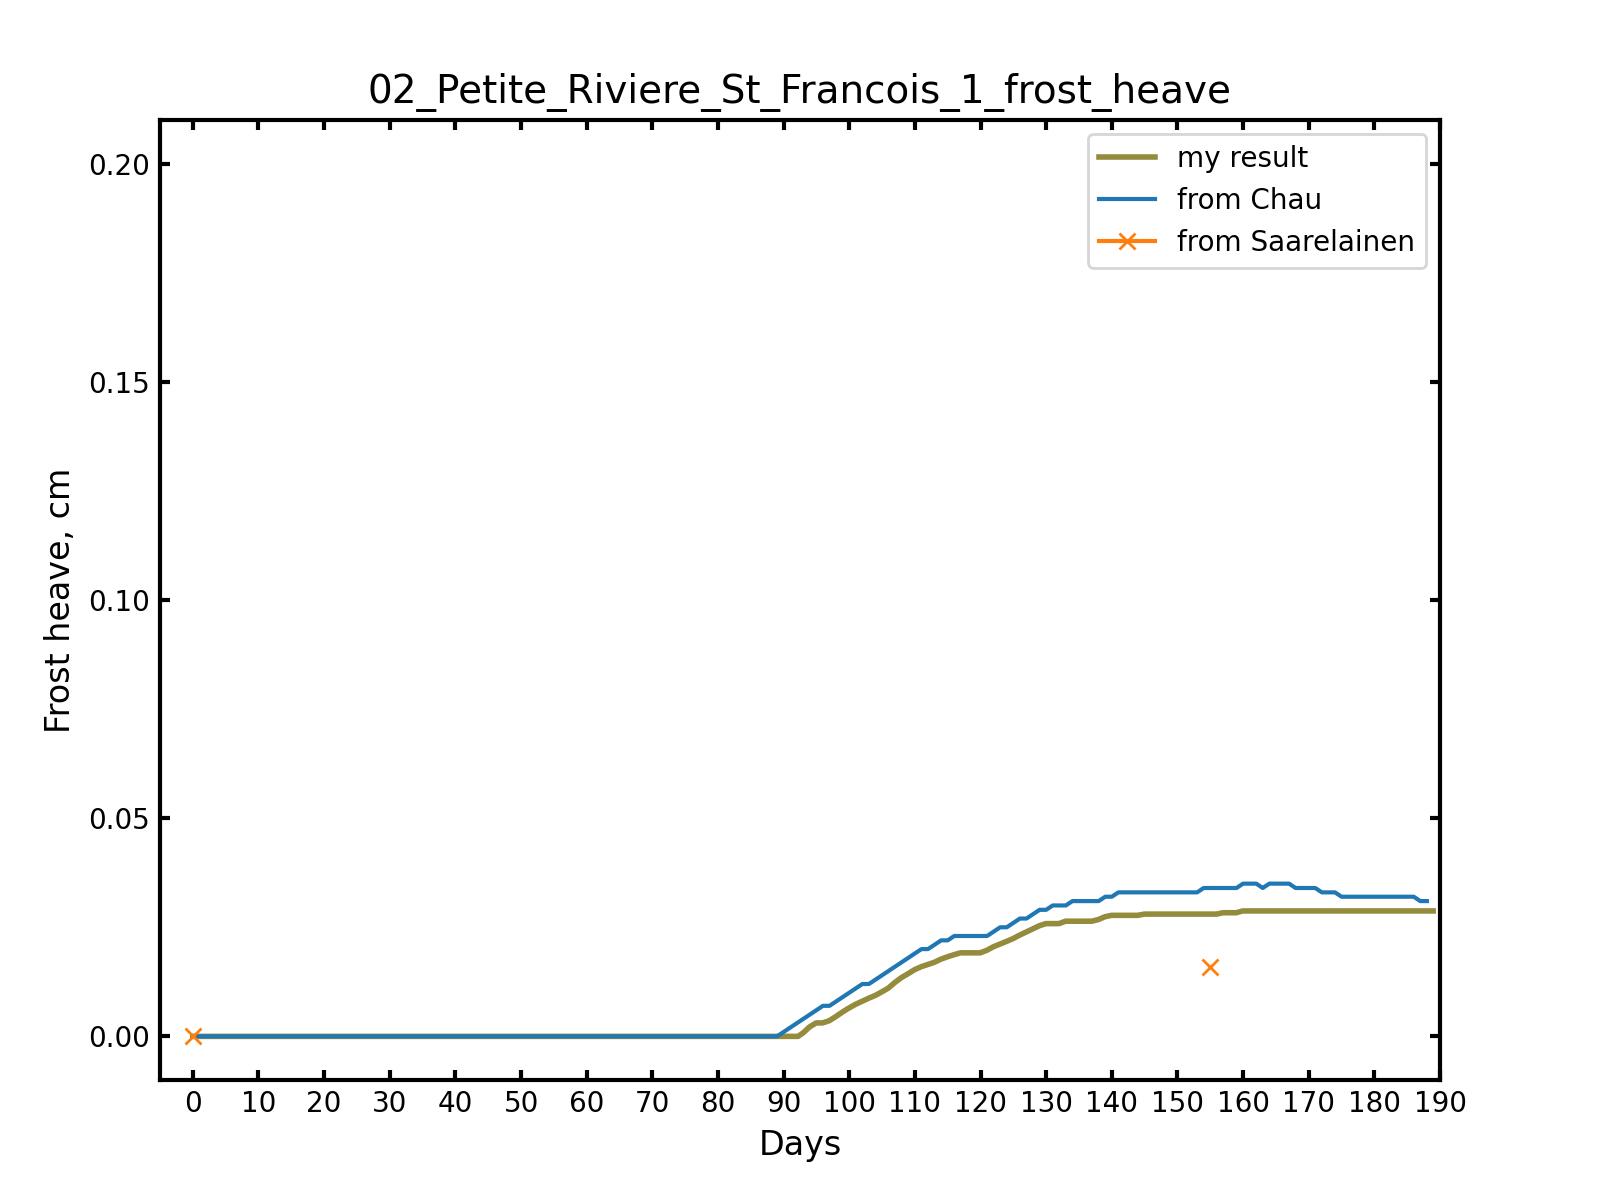 02_Petite_Riviere_St_Francois_1_frost_heave
my result
from Chau
from Saarelainen
0.20
0.15
0.10
0.05
0.00
Frost heave, cm
0 10 20 30 40 50 60 70 80 90 100 110 120 130 140 150 160 170 180 190
Days